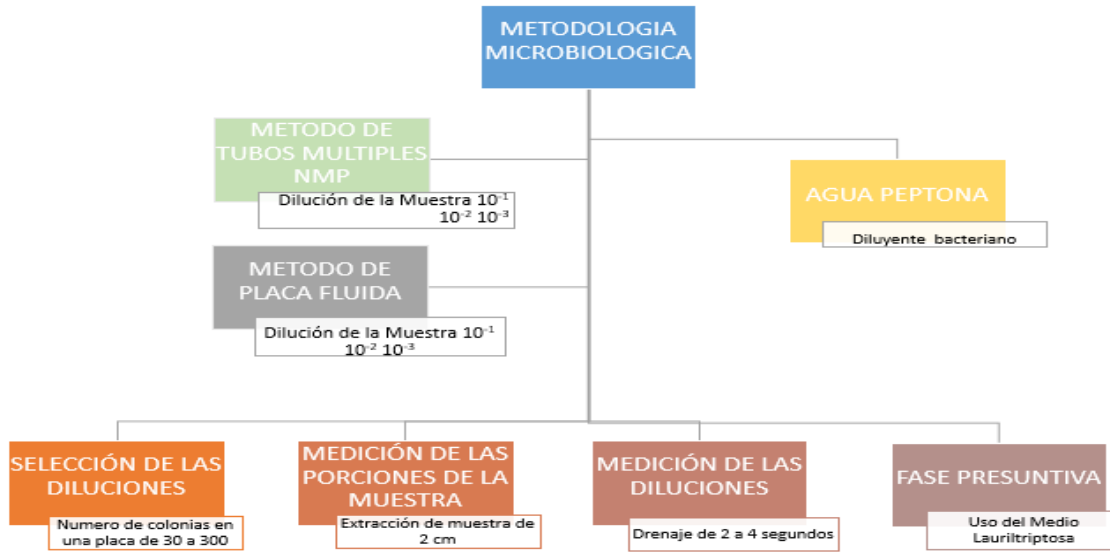 METODOLOGIA
MICROBIOLOGICA
METODO DE
TUBOS MULTIPLES
NMP
Dilución de la Muestra 10⁻¹
10⁻² 10⁻³
AGUA PEPTONA
Diluyente bacteriano
METODO DE
PLACA FLUIDA
Dilución de la Muestra 10⁻¹
10⁻² 10⁻³
SELECCIÓN DE LAS
DILUCIONES
Numero de colonias en
una placa de 30 a 300
MEDICIÓN DE LAS
PORCIONES DE LA
MUESTRA
Extracción de muestra de
2 cm
MEDICIÓN DE LAS
DILUCIONES
Drenaje de 2 a 4 segundos
FASE PRESUNTIVA
Uso del Medio
Lauriltriptosa